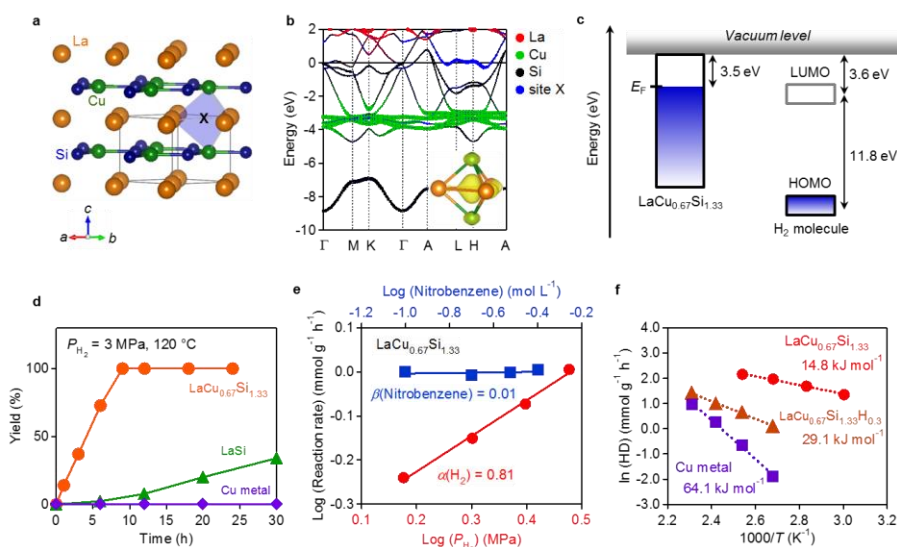 a
La
Cu
X
Si
c
a
b
b
La
Cu
Si
site X
Energy (eV)
2
0
-2
-4
-6
-8
-10
Γ
M
K
Γ
A
L
H
A
c
Vacuum level
Energy (eV)
3.5 eV
3.6 eV
E_F
LUMO
11.8 eV
HOMO
LaCu0.67Si1.33
H2 molecule
d
P_H2 = 3 MPa, 120 °C
LaCu0.67Si1.33
LaSi
Cu metal
Yield (%)
100
50
0
0
6
12
18
24
30
Time (h)
e
Log (Nitrobenzene) (mol L-1)
-1.2
-1.0
-0.8
-0.6
-0.4
-0.2
LaCu0.67Si1.33
β(Nitrobenzene) = 0.01
α(H2) = 0.81
Log (Reaction rate) (mmol g-1 h-1)
0.1
0.0
-0.1
-0.2
-0.3
0.1
0.2
0.3
0.4
0.5
Log (P_H2) (MPa)
f
LaCu0.67Si1.33
14.8 kJ mol-1
LaCu0.67Si1.33H0.3
29.1 kJ mol-1
Cu metal
64.1 kJ mol-1
ln (HD) (mmol g-1 h-1)
4.0
3.0
2.0
1.0
0.0
-1.0
-2.0
-3.0
2.2
2.4
2.6
2.8
3.0
1000/T (K-1)